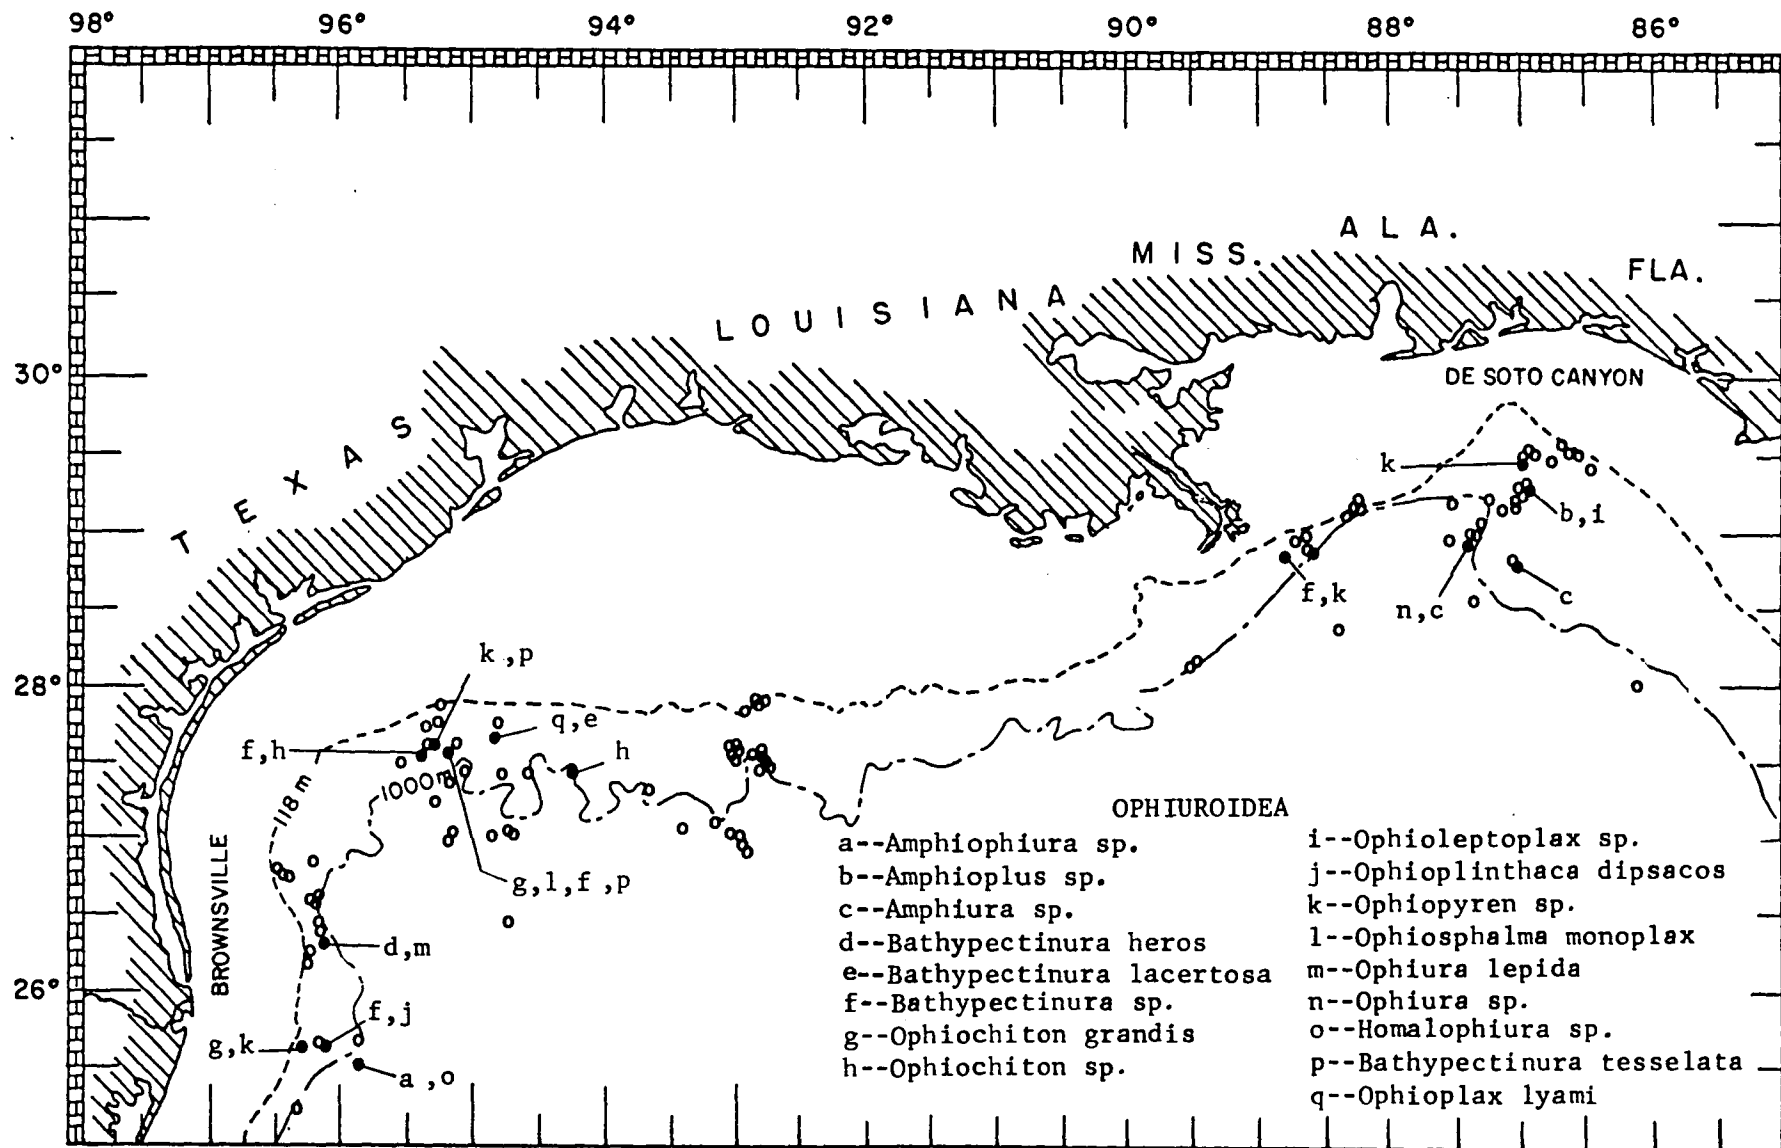 98° 96° 94° 92° 90° 88° 86°
ALA.
MISS.
FLA.
LOUISIANA
30°
DE SOTO CANYON
TEXAS
k
b,i
f,k
n,c
c
k,p
28°
q,e
f,h
h
1000m
118m
BROWNSVILLE
g,l,f,p
d,m
26°
f,j
g,k
a,o
OPHIUROIDEA
a--Amphiophiura sp.
b--Amphioplus sp.
c--Amphiura sp.
d--Bathypectinura heros
e--Bathypectinura lacertosa
f--Bathypectinura sp.
g--Ophiochiton grandis
h--Ophiochiton sp.
i--Ophioleptoplax sp.
j--Ophioplinthaca dipsacos
k--Ophiopyren sp.
l--Ophiosphalma monoplax
m--Ophiura lepida
n--Ophiura sp.
o--Homalophiura sp.
p--Bathypectinura tesselata
q--Ophioplax lyami